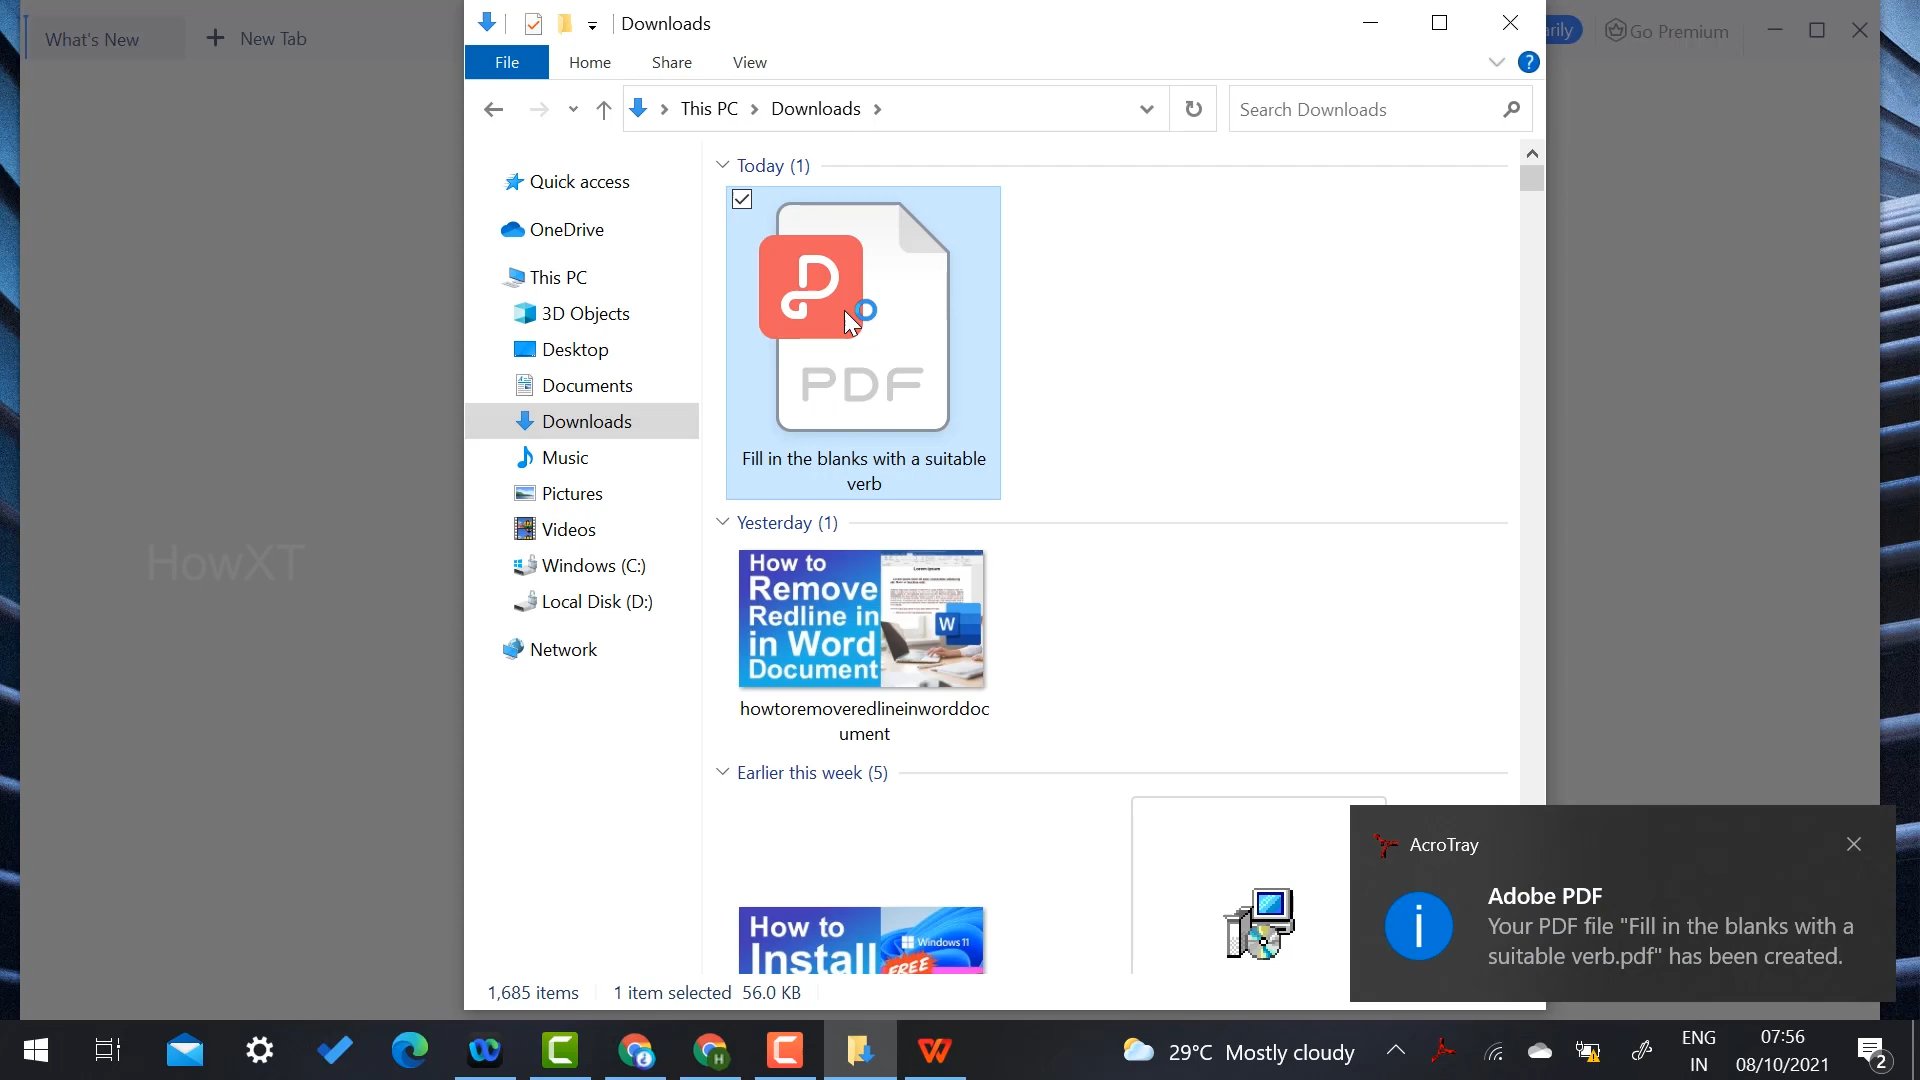 What's New
New Tab
Downloads
arily
Go Premium
File
Home
Share
View
?
This PC
Downloads
Search Downloads
Quick access
OneDrive
This PC
3D Objects
Desktop
Documents
Downloads
Music
Pictures
Videos
Windows (C:)
Local Disk (D:)
Network
HowXT
Today (1)
PDF
Fill in the blanks with a suitable
verb
Yesterday (1)
How to
Remove
Redline in
in Word
Document
W
howtoremoveredlineinworddoc
ument
Earlier this week (5)
How to
Install
Windows 11
FREE
1,685 items
1 item selected 56.0 KB
AcroTray
Adobe PDF
Your PDF file "Fill in the blanks with a
suitable verb.pdf" has been created.
29°C Mostly cloudy
ENG
IN
07:56
08/10/2021
2